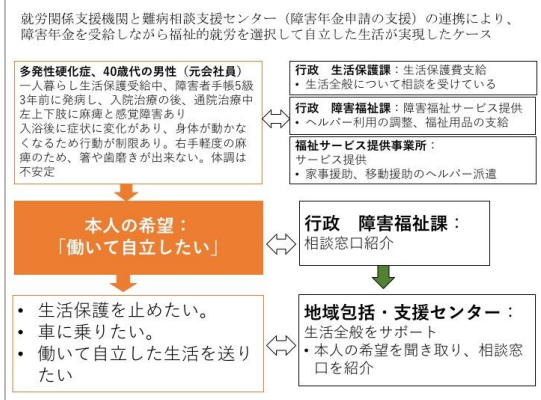 就労関係支援機関と難病相談支援センター（障害年金申請の支援）の連携により、
障害年金を受給しながら福祉的就労を選択して自立した生活が実現したケース
多発性硬化症、40歳代の男性（元会社員）
一人暮らし生活保護受給中、障害者手帳5級
3年前に発病し、入院治療の後、通院治療中
左上下肢に麻痺と感覚障害あり
入浴後に症状に変化があり、身体が動かな
くなるため行動が制限あり。右手軽度の麻
痺のため、箸や歯磨きが出来ない。体調は
不安定
行政　生活保護課：生活保護費支給
• 生活全般について相談を受けている
行政　障害福祉課：障害福祉サービス提供
• ヘルパー利用の調整、福祉用品の支給
福祉サービス提供事業所：
サービス提供
• 家事援助、移動援助のヘルパー派遣
本人の希望：
「働いて自立したい」
行政　障害福祉課：
相談窓口紹介
• 生活保護を止めたい。
• 車に乗りたい。
• 働いて自立した生活を送り
たい
地域包括・支援センター：
生活全般をサポート
• 本人の希望を聞き取り、相談窓
口を紹介